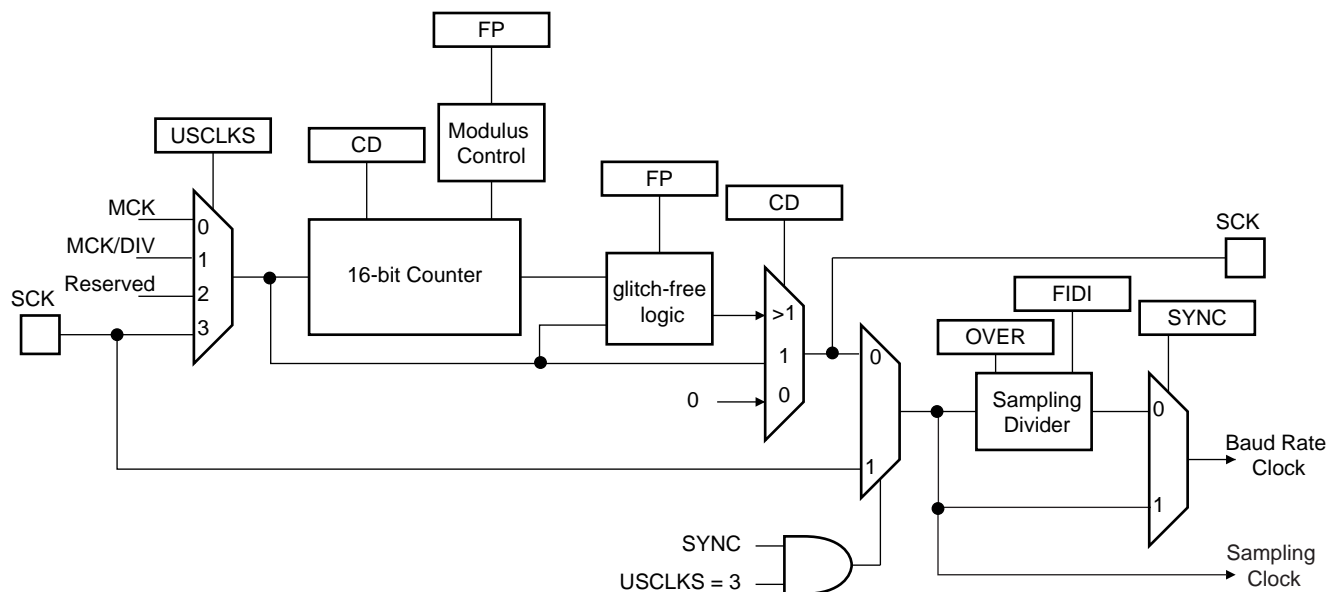 FP
USCLKS
CD
Modulus
Control
FP
CD
SCK
MCK
0
MCK/DIV
1
16-bit Counter
Reserved
2
SCK
3
glitch-free
logic
>1
1
0
0
FIDI
OVER
SYNC
0
Sampling
Divider
0
1
1
Baud Rate
Clock
SYNC
USCLKS = 3
Sampling
Clock